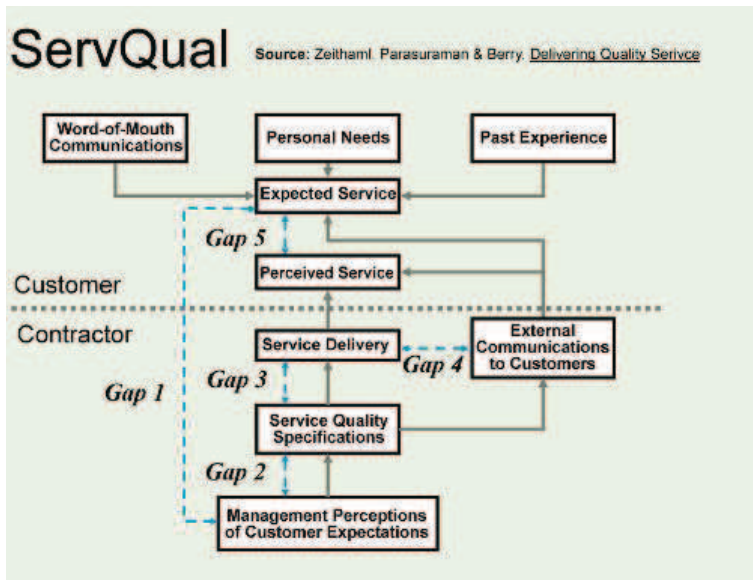 ServQual
Source: Zeithaml. Parasuraman & Berry. Delivering Quality Serivce
Word-of-Mouth
Communications
Personal Needs
Past Experience
Expected Service
Gap 5
Perceived Service
Customer
Contractor
Service Delivery
External
Communications
to Customers
Gap 4
Gap 3
Gap 1
Service Quality
Specifications
Gap 2
Management Perceptions
of Customer Expectations